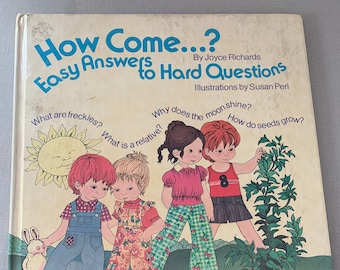 How Come...?
By Joyce Richards
Easy Answers
to Hard Questions
Illustrations by Susan Perl
What are freckles?
What is a relative?
Why does the moon shine?
How do seeds grow?
8